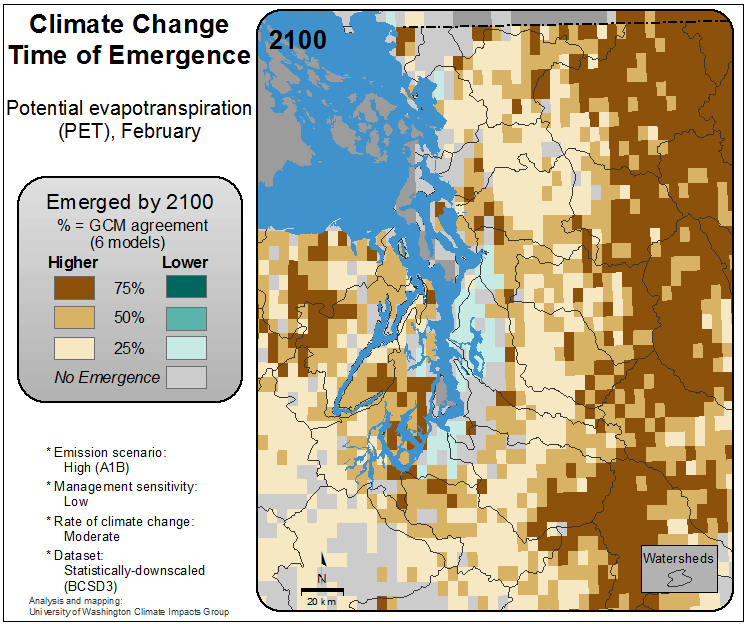 Climate Change
Time of Emergence
Potential evapotranspiration
(PET), February
Emerged by 2100
% = GCM agreement
(6 models)
Higher Lower
75%
50%
25%
No Emergence
* Emission scenario:
High (A1B)
* Management sensitivity:
Low
* Rate of climate change:
Moderate
* Dataset:
Statistically-downscaled
(BCSD3)
Analysis and mapping:
University of Washington Climate Impacts Group
2100
N
20 km
Watersheds